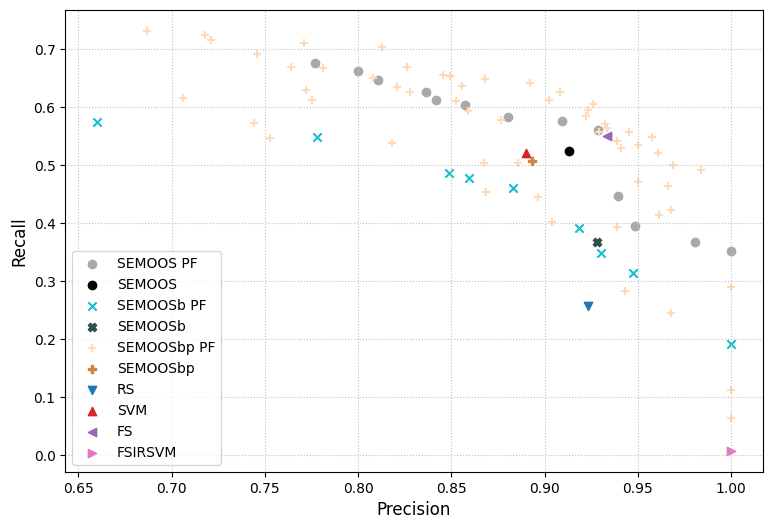 0.7
0.6
0.5
0.4
0.3
0.2
0.1
0.0
Recall
SEMOOS PF
SEMOOS
SEMOOSb PF
SEMOOSb
SEMOOSbp PF
SEMOOSbp
RS
SVM
FS
FSIRSVM
0.65 0.70 0.75 0.80 0.85 0.90 0.95 1.00
Precision